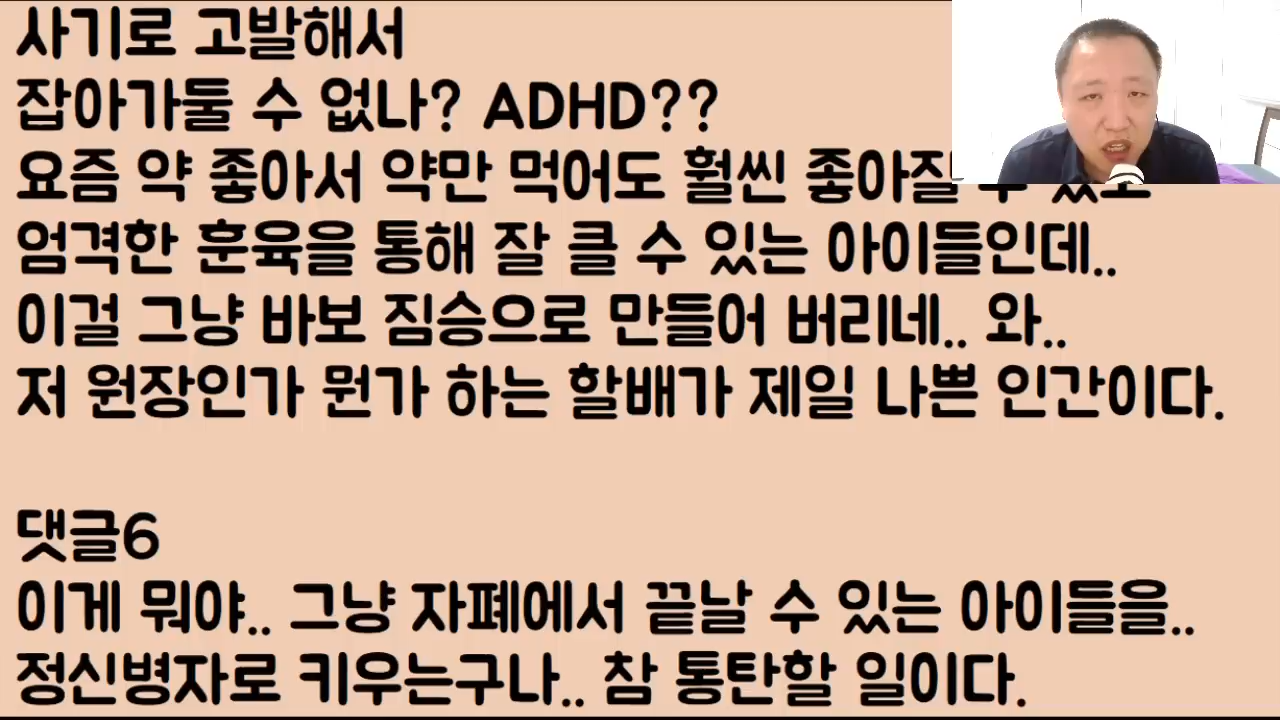 사기로 고발해서
잡아가둘 수 없나? ADHD??
요즘 약 좋아서 약만 먹어도 훨씬 좋아질
엄격한 훈육을 통해 잘 클 수 있는 아이들인데..
이걸 그냥 바보 짐승으로 만들어 버리네.. 와..
저 원장인가 뭔가 하는 할배가 제일 나쁜 인간이다.
댓글6
이게 뭐야.. 그냥 자폐에서 끝날 수 있는 아이들을..
정신병자로 키우는구나.. 참 통탄할 일이다.